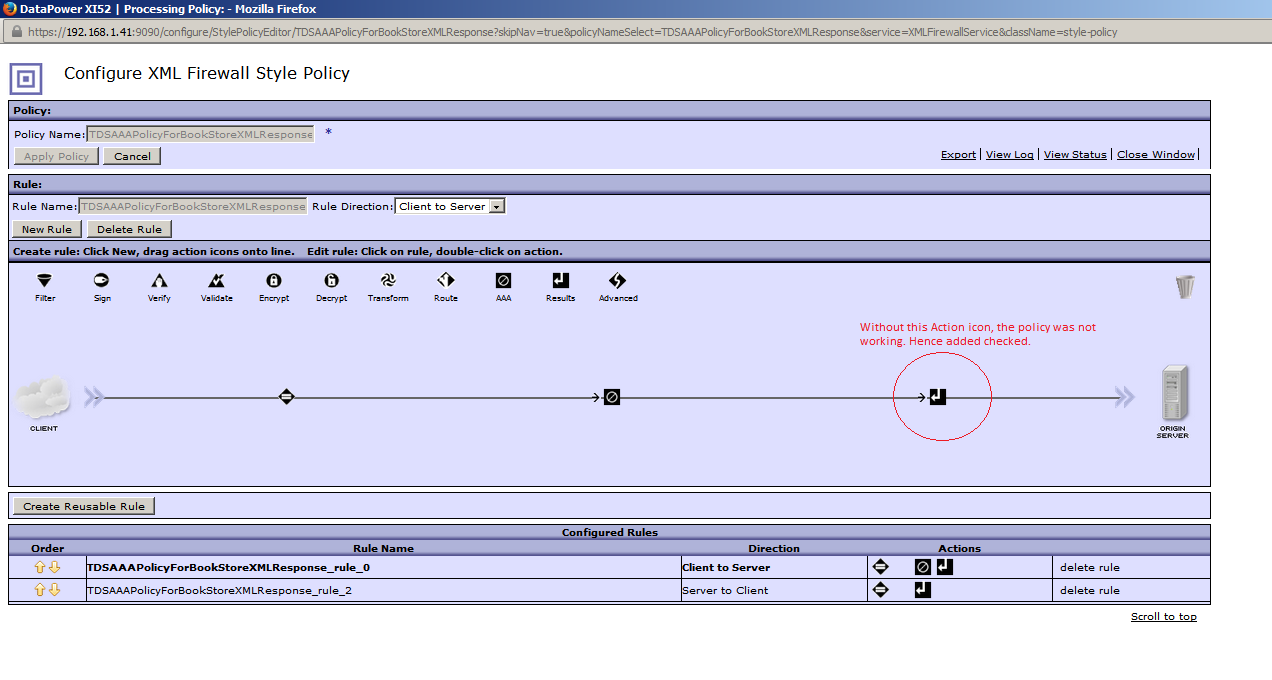 DataPower XI52 | Processing Policy: - Mozilla Firefox
https://192.168.1.41:9090/configure/StylePolicyEditor/TDSAAAPolicyForBookStoreXMLResponse?skipNav=true&policyNameSelect=TDSAAAPolicyForBookStoreXMLResponse&service=XMLFirewallService&className=style-policy
Configure XML Firewall Style Policy
Policy:
Policy Name: TDSAAAPolicyForBookStoreXMLResponse *
Apply Policy Cancel Export | View Log | View Status | Close Window |
Rule:
Rule Name: TDSAAAPolicyForBookStoreXMLResponse Rule Direction: Client to Server
New Rule Delete Rule
Create rule: Click New, drag action icons onto line. Edit rule: Click on rule, double-click on action.
Filter Sign Verify Validate Encrypt Decrypt Transform Route AAA Results Advanced
Without this Action icon, the policy was not
working. Hence added checked.
CLIENT
ORIGIN
SERVER
Create Reusable Rule
Configured Rules
Order Rule Name Direction Actions
TDSAAAPolicyForBookStoreXMLResponse_rule_0 Client to Server delete rule
TDSAAAPolicyForBookStoreXMLResponse_rule_2 Server to Client delete rule
Scroll to top